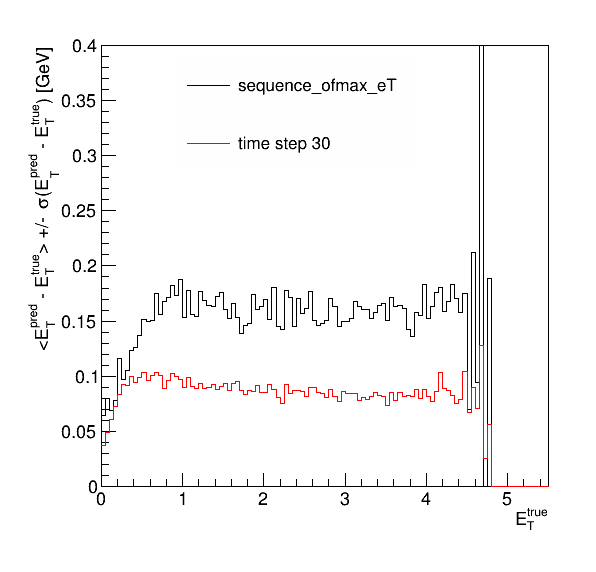 <E_T^pred - E_T^true> +/- σ(E_T^pred - E_T^true) [GeV]
0.4
0.35
0.3
0.25
0.2
0.15
0.1
0.05
0
sequence_ofmax_eT
time step 30
0 1 2 3 4 5
E_T^true